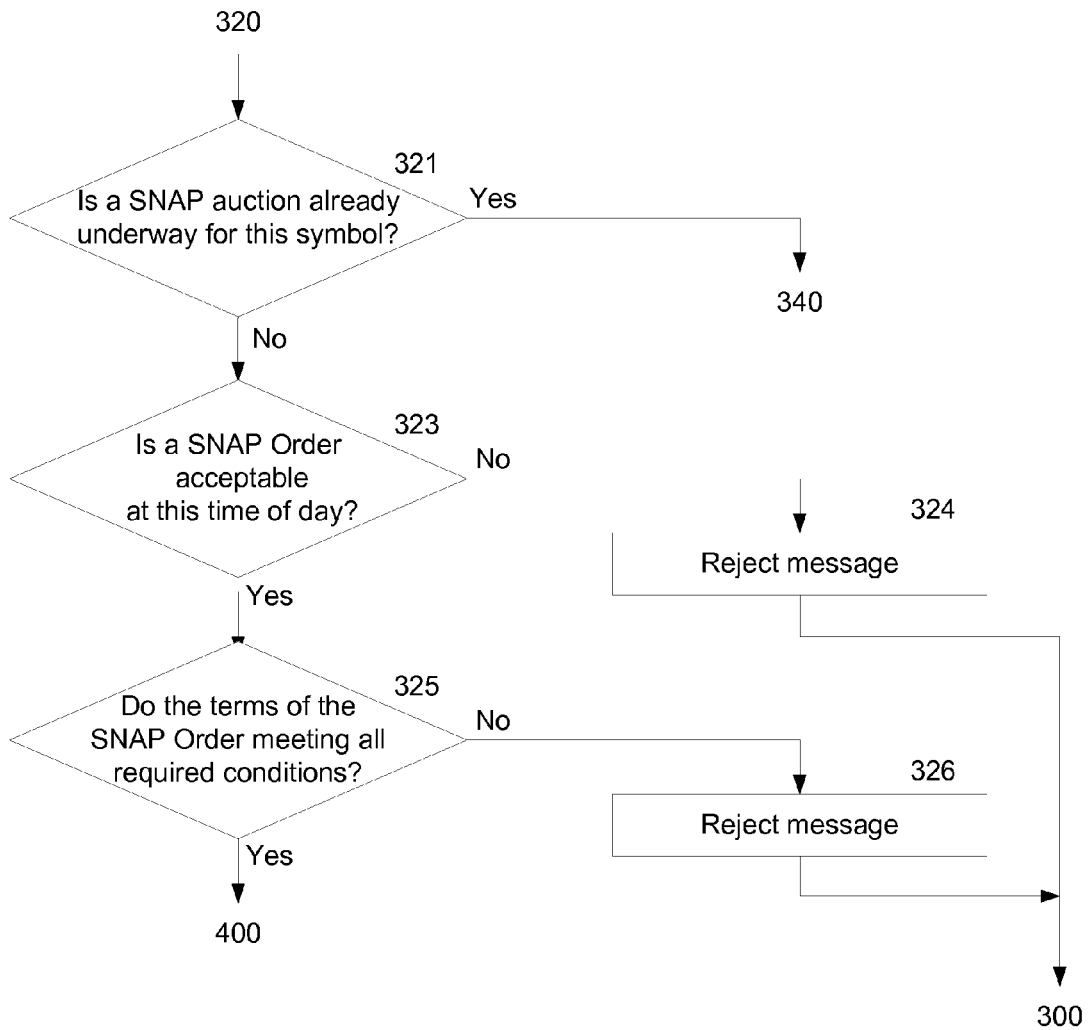 320
321
Is a SNAP auction already
underway for this symbol?
Yes
340
No
323
Is a SNAP Order
acceptable
at this time of day?
No
324
Reject message
Yes
325
Do the terms of the
SNAP Order meeting all
required conditions?
No
326
Reject message
Yes
400
300